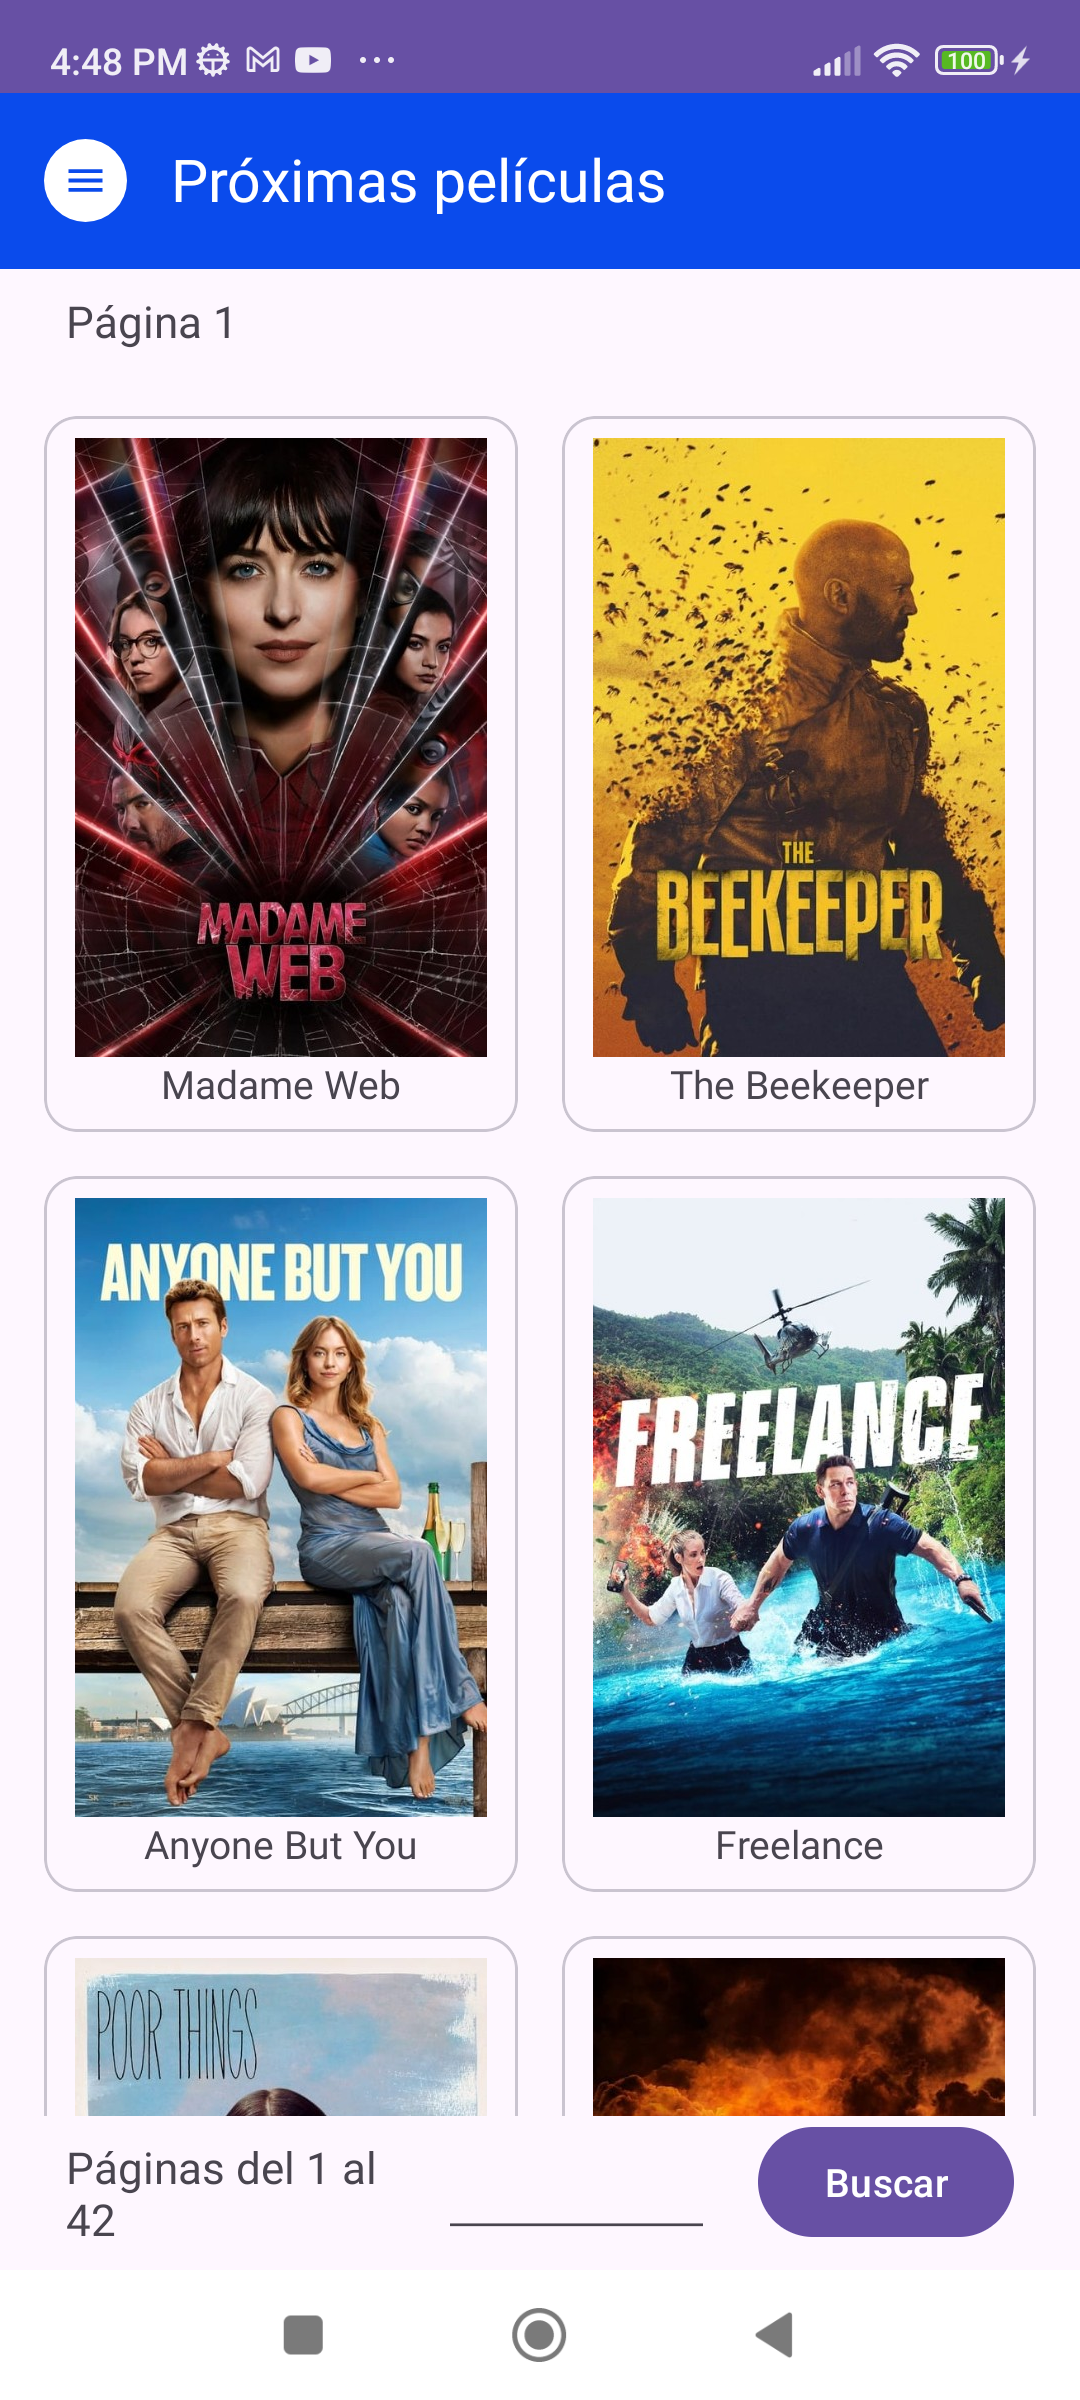 4:48 PM
100
Próximas películas
Página 1
MADAME
WEB
THE
BEEKEEPER
Madame Web
The Beekeeper
ANYONE BUT YOU
FREELANCE
Anyone But You
Freelance
POOR THINGS
Páginas del 1 al
42
Buscar